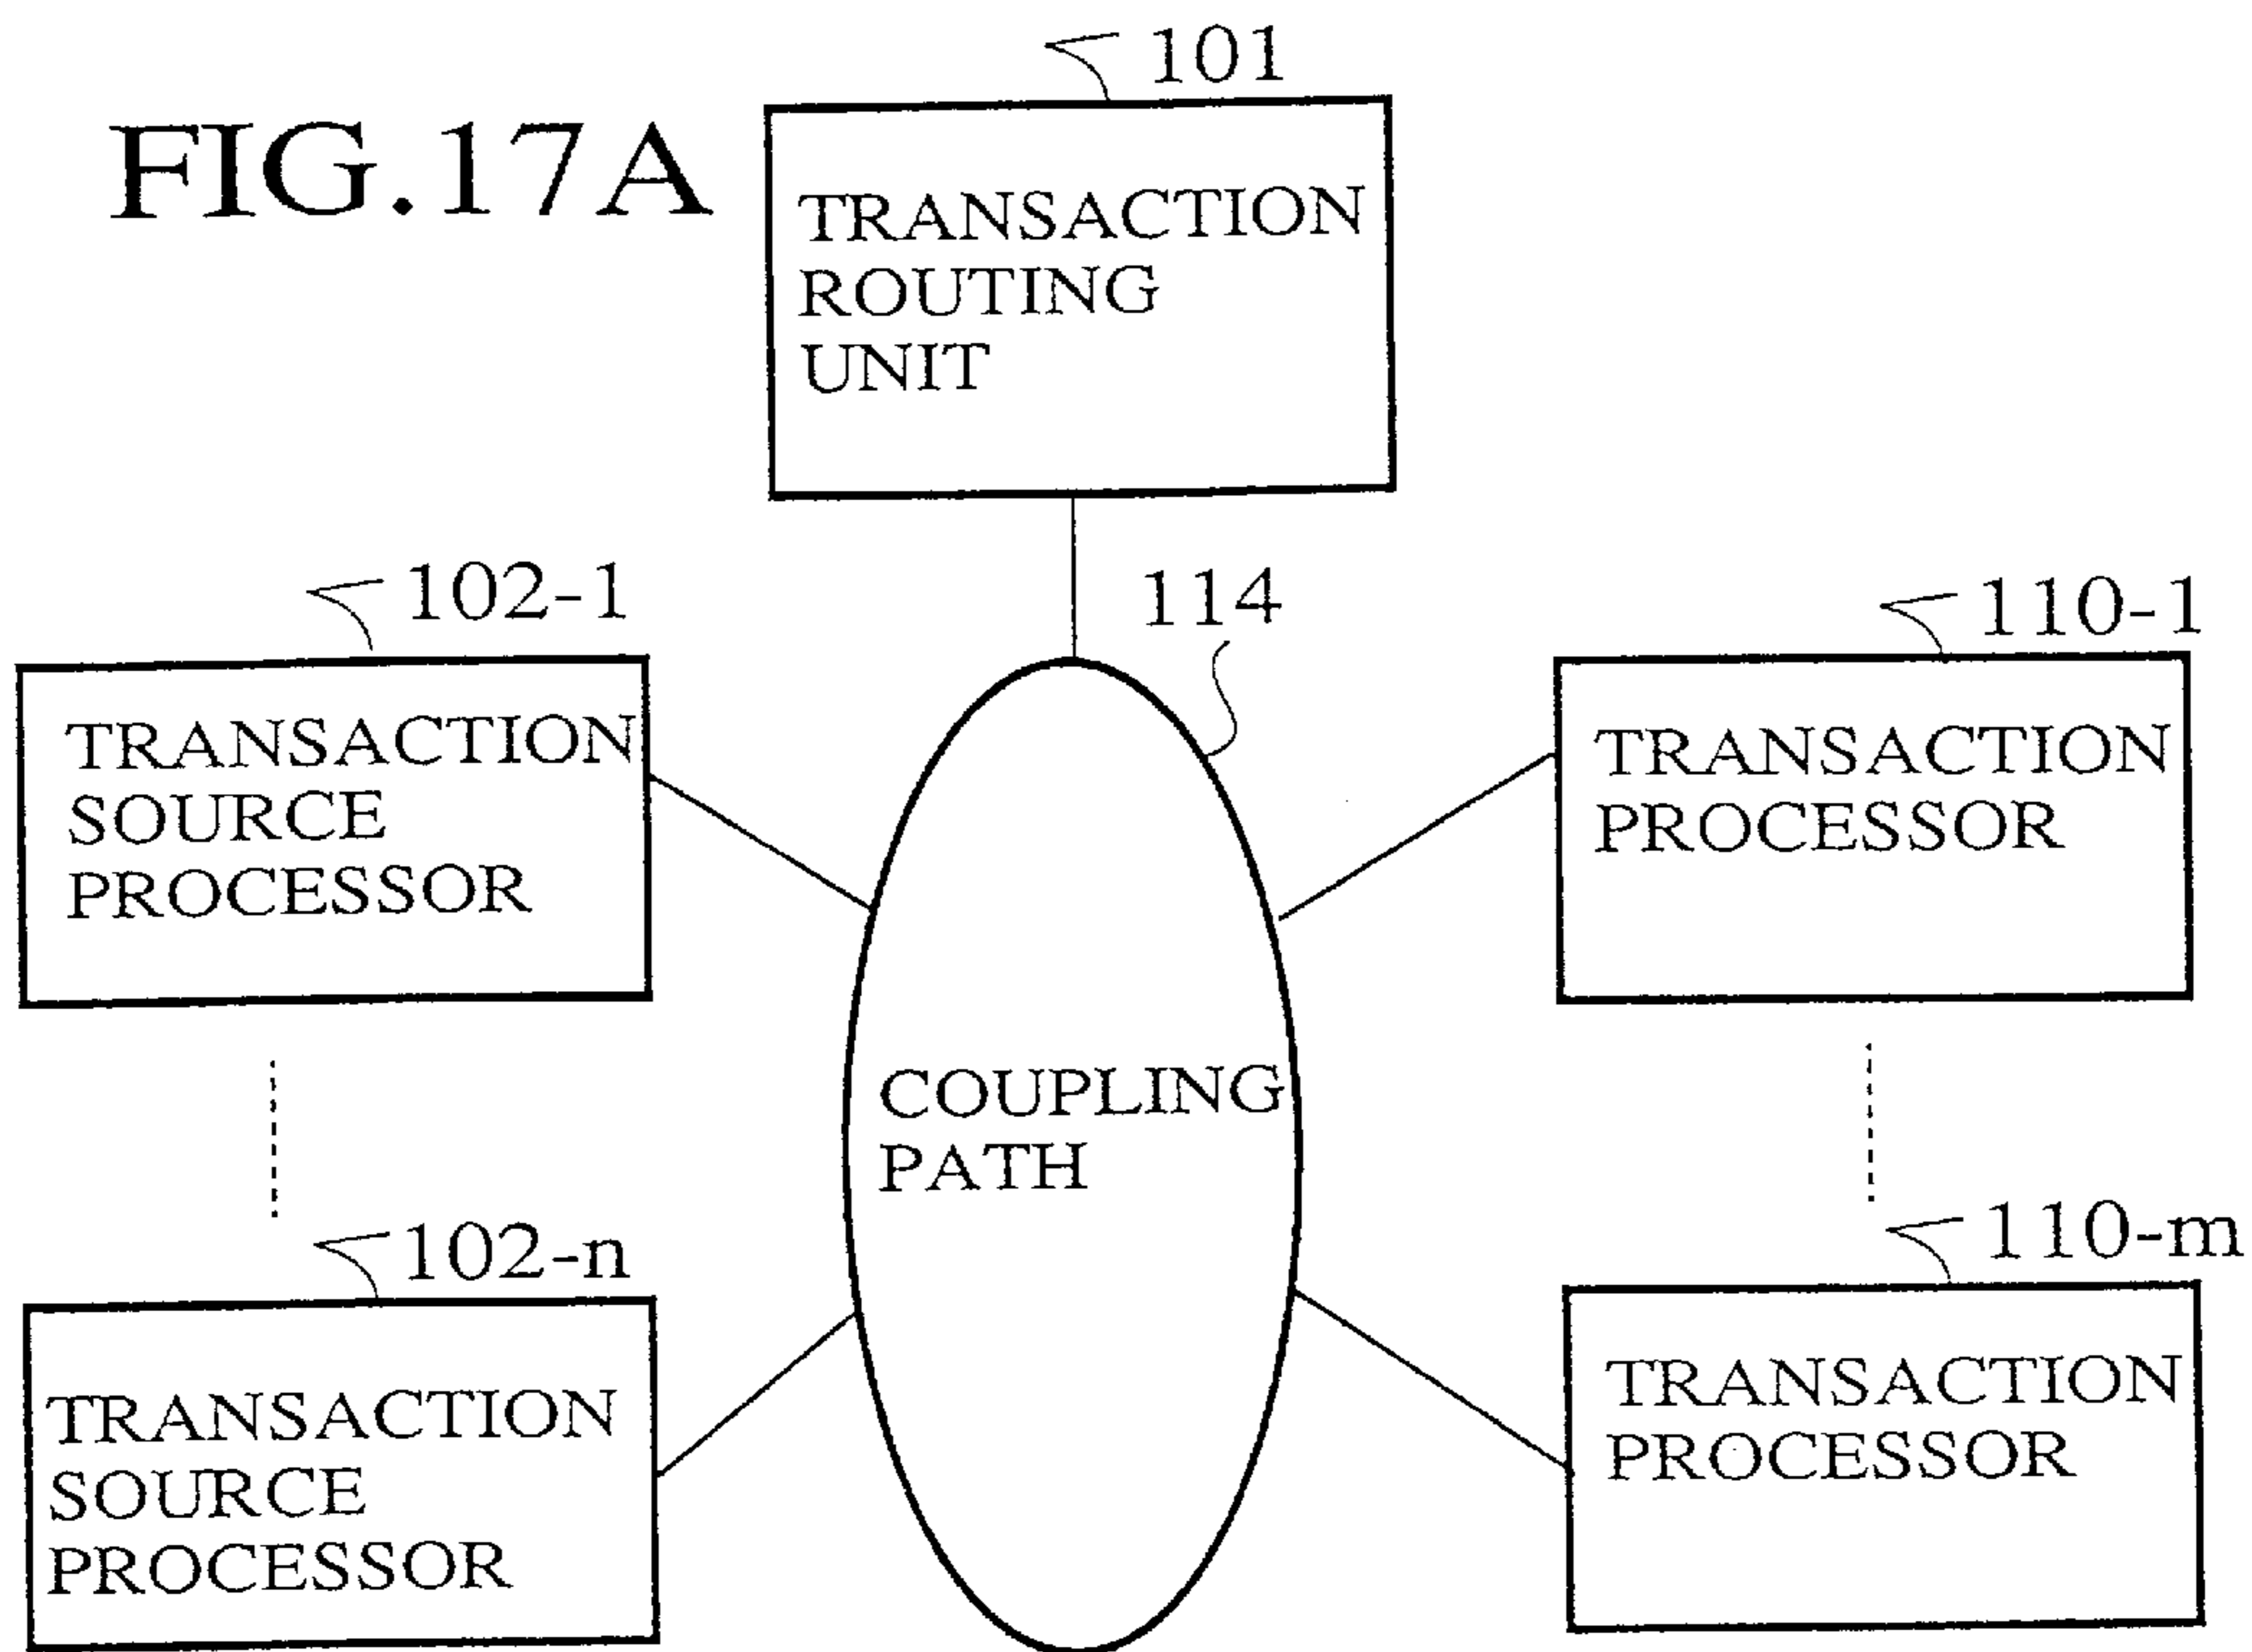 FIG.17A
101
TRANSACTION
ROUTING
UNIT
102-1
TRANSACTION
SOURCE
PROCESSOR
114
110-1
TRANSACTION
PROCESSOR
COUPLING
PATH
102-n
TRANSACTION
SOURCE
PROCESSOR
110-m
TRANSACTION
PROCESSOR